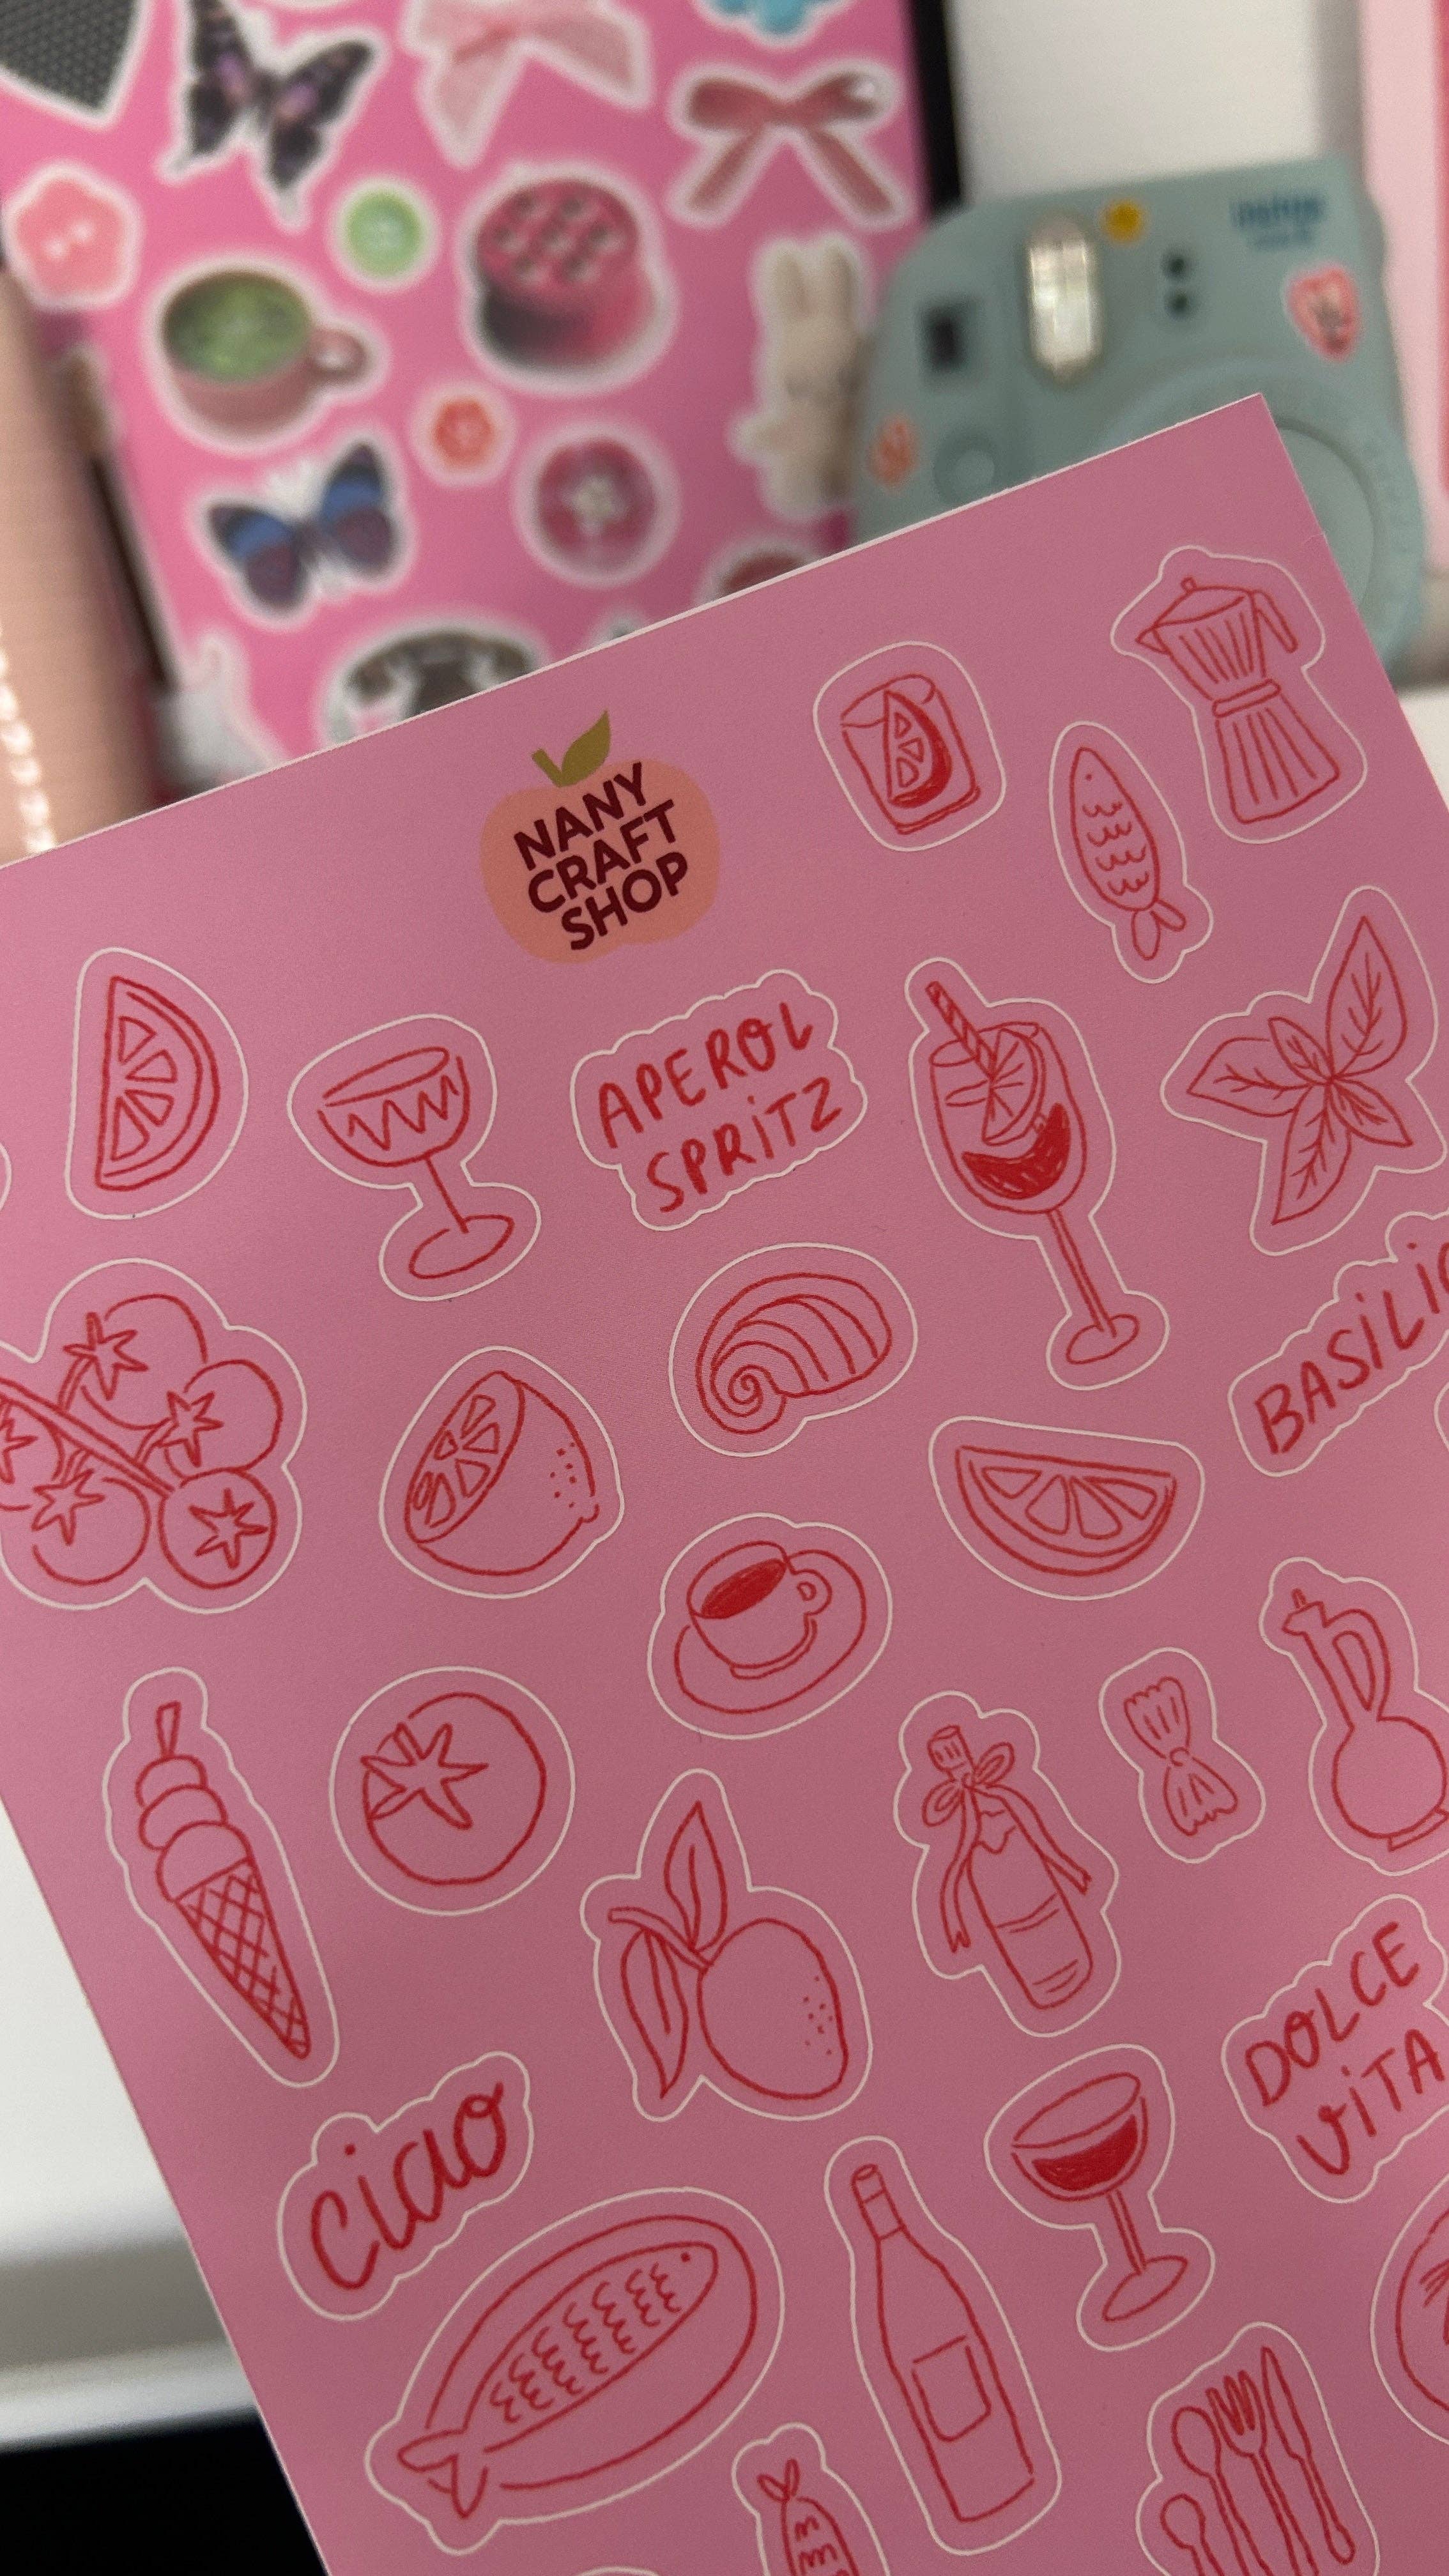 NANY
CRAFT
SHOP
APEROL
SPRiTZ
BASiLiC
ciao
DOLCE
ViTA